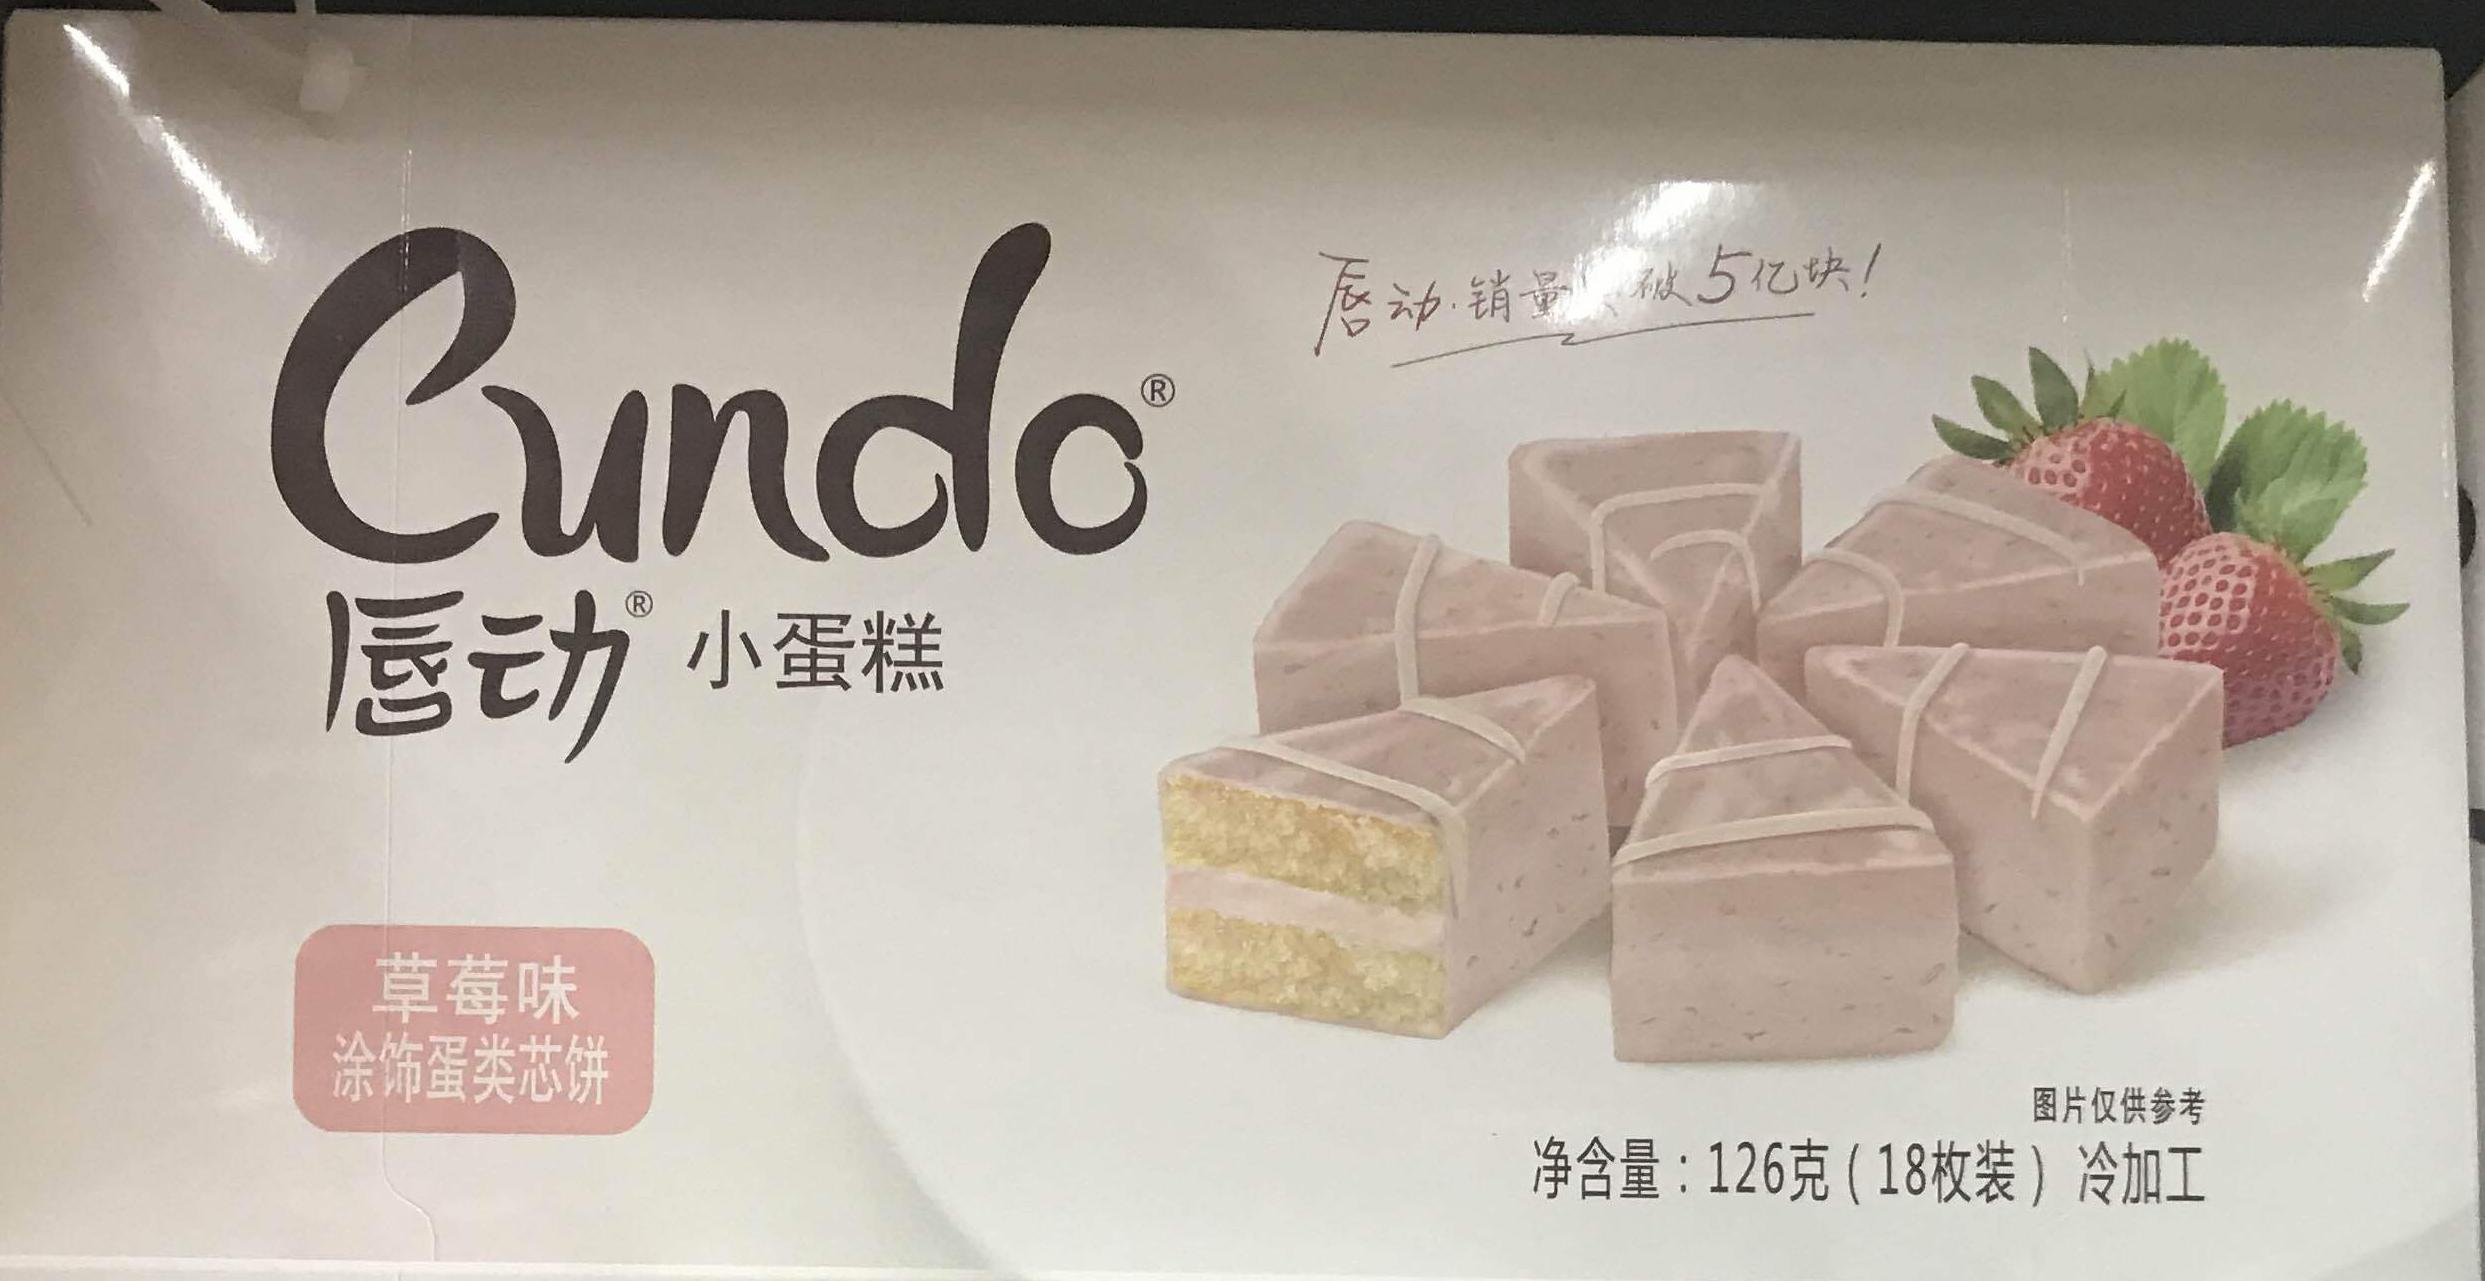 Cundo®
唇动® 小蛋糕
唇动·销量 破5亿块!
草莓味
涂饰蛋类芯饼
图片仅供参考
净含量：126克(18枚装) 冷加工